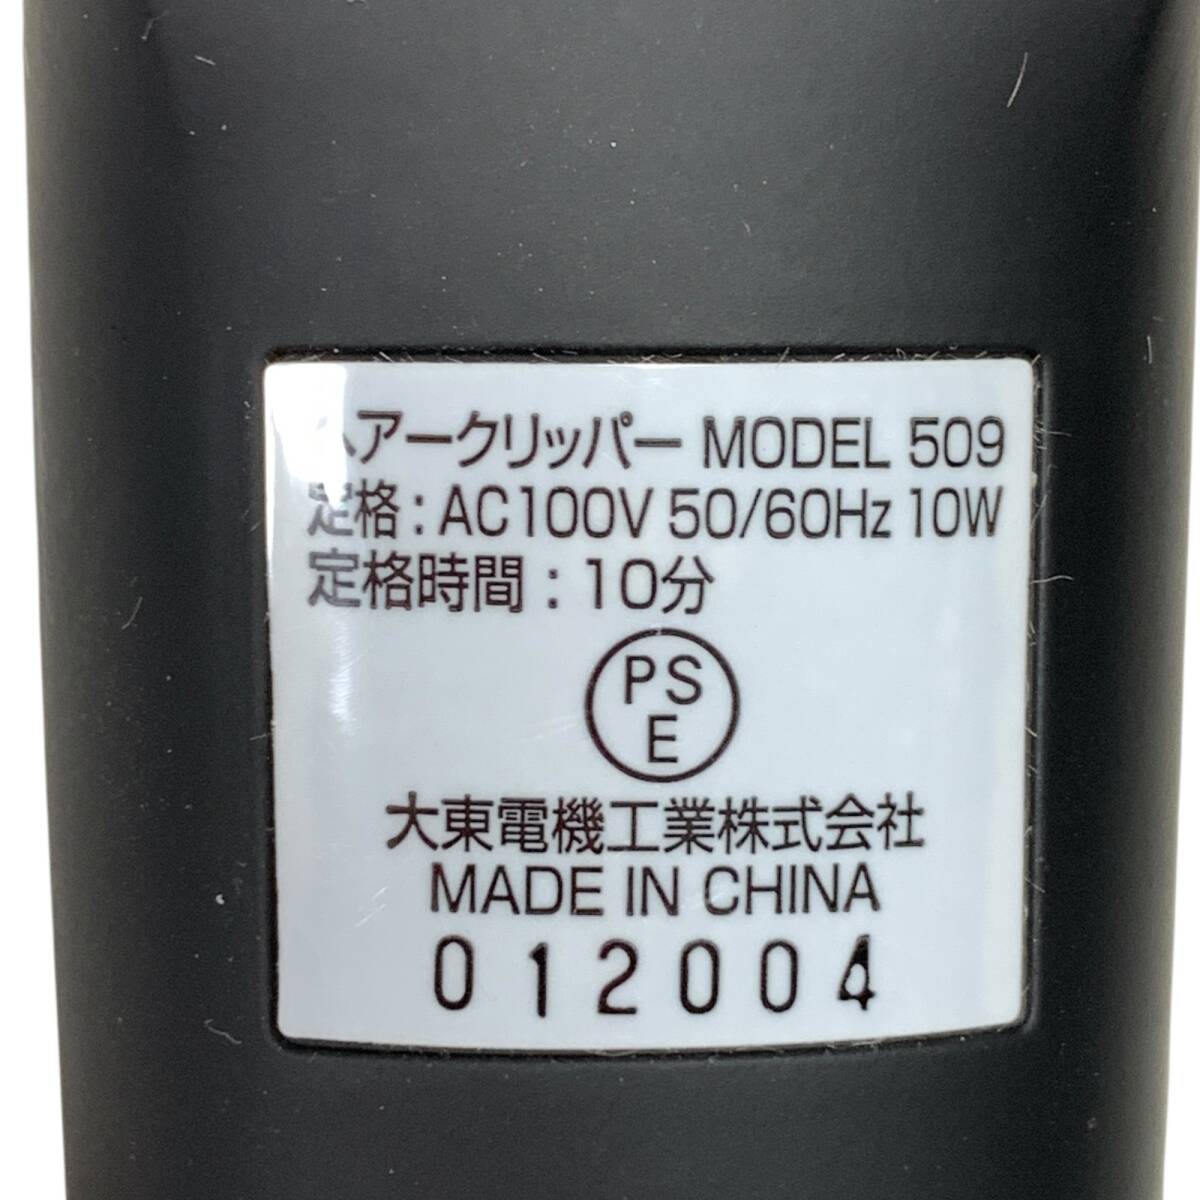 ヘアークリッパー MODEL 509
定格 : AC100V 50/60Hz 10W
定格時間 : 10分
PS
E
大東電機工業株式会社
MADE IN CHINA
012004